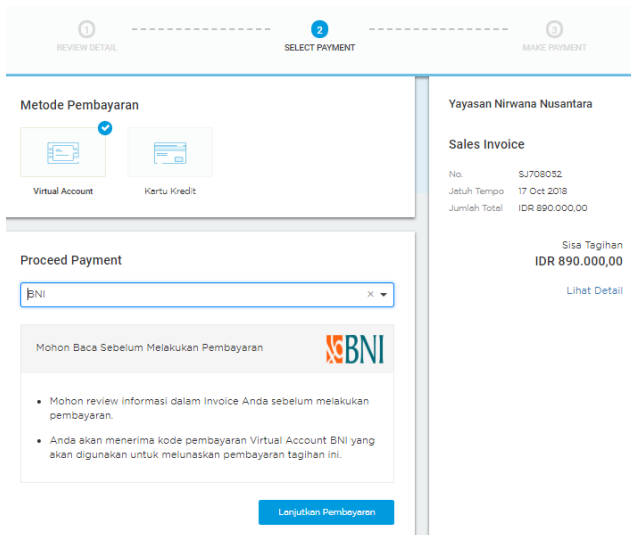 1
REVIEW DETAIL
2
SELECT PAYMENT
3
MAKE PAYMENT
Metode Pembayaran
Virtual Account
Kartu Kredit
Proceed Payment
BNI ×
Mohon Baca Sebelum Melakukan Pembayaran
BNI
• Mohon review informasi dalam Invoice Anda sebelum melakukan
pembayaran.
• Anda akan menerima kode pembayaran Virtual Account BNI yang
akan digunakan untuk melunaskan pembayaran tagihan ini.
Lanjutkan Pembayaran
Yayasan Nirwana Nusantara
Sales Invoice
No. SJ708052
Jatuh Tempo 17 Oct 2018
Jumlah Total IDR 890.000,00
Sisa Tagihan
IDR 890.000,00
Lihat Detail